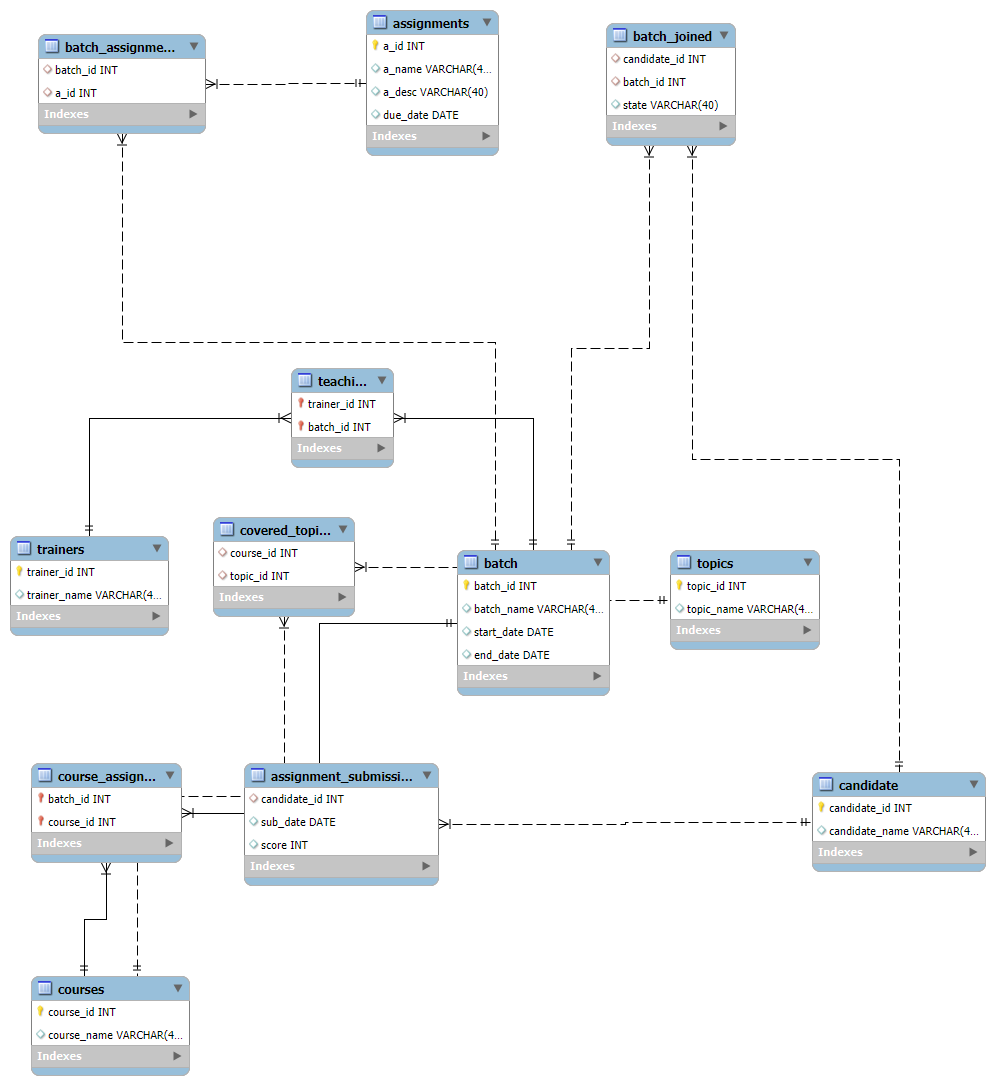 batch_assignme...
batch_id INT
a_id INT
Indexes
assignments
a_id INT
a_name VARCHAR(4...
a_desc VARCHAR(40)
due_date DATE
Indexes
batch_joined
candidate_id INT
batch_id INT
state VARCHAR(40)
Indexes
teachi...
trainer_id INT
batch_id INT
Indexes
trainers
trainer_id INT
trainer_name VARCHAR(4...
Indexes
covered_topi...
course_id INT
topic_id INT
Indexes
batch
batch_id INT
batch_name VARCHAR(4...
start_date DATE
end_date DATE
Indexes
topics
topic_id INT
topic_name VARCHAR(4...
Indexes
course_assign...
batch_id INT
course_id INT
Indexes
assignment_submissi...
candidate_id INT
sub_date DATE
score INT
Indexes
candidate
candidate_id INT
candidate_name VARCHAR(4...
Indexes
courses
course_id INT
course_name VARCHAR(4...
Indexes